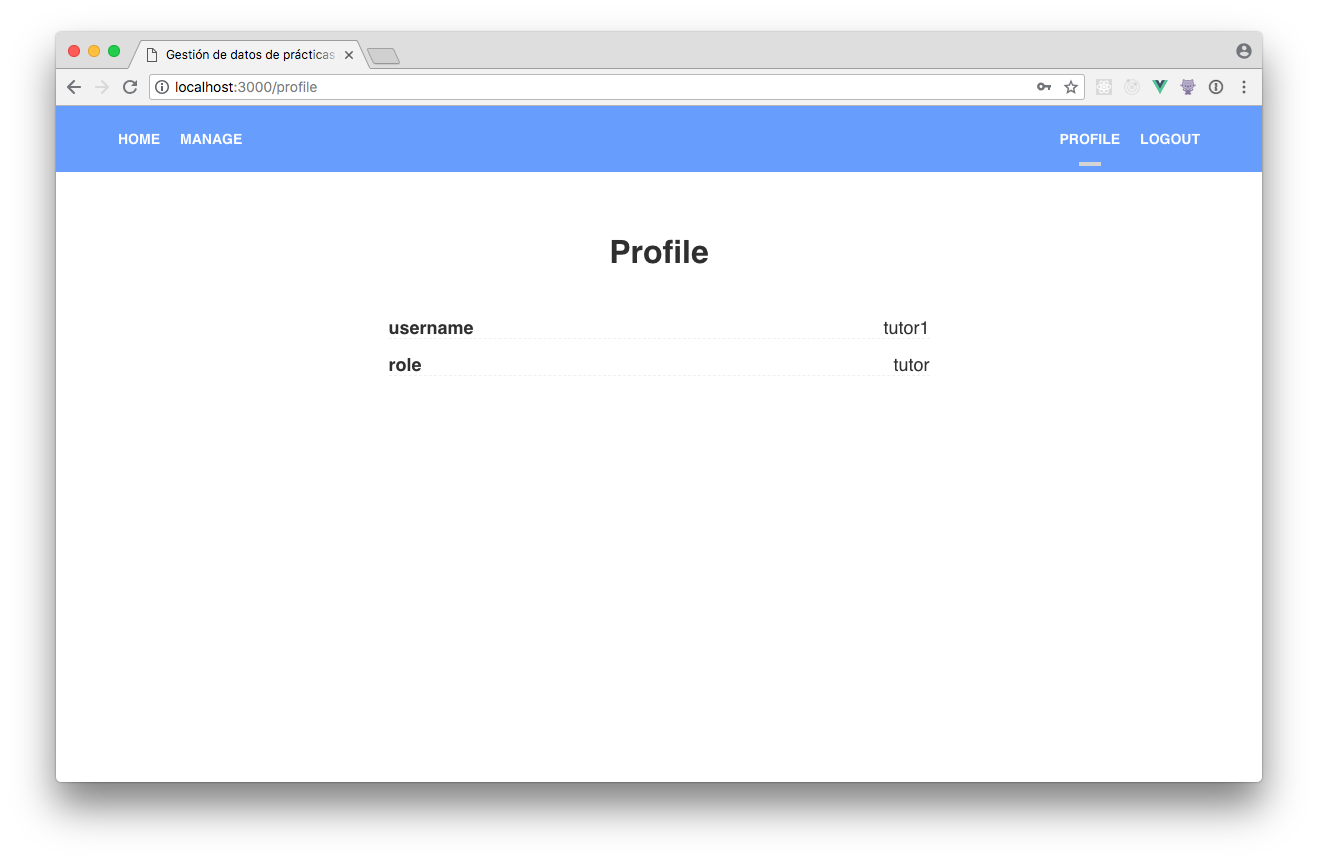 Gestión de datos de prácticas
localhost:3000/profile
HOME MANAGE PROFILE LOGOUT
Profile
username tutor1
role tutor